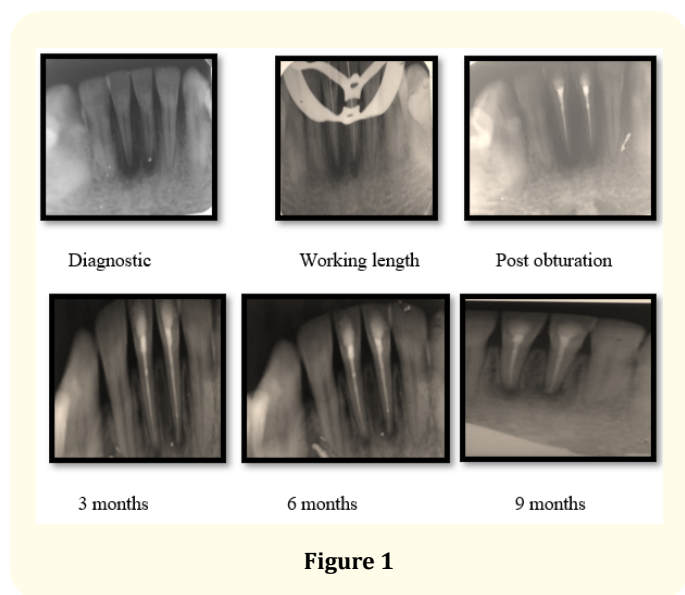 Diagnostic
Working length
Post obturation
3 months
6 months
9 months
Figure 1